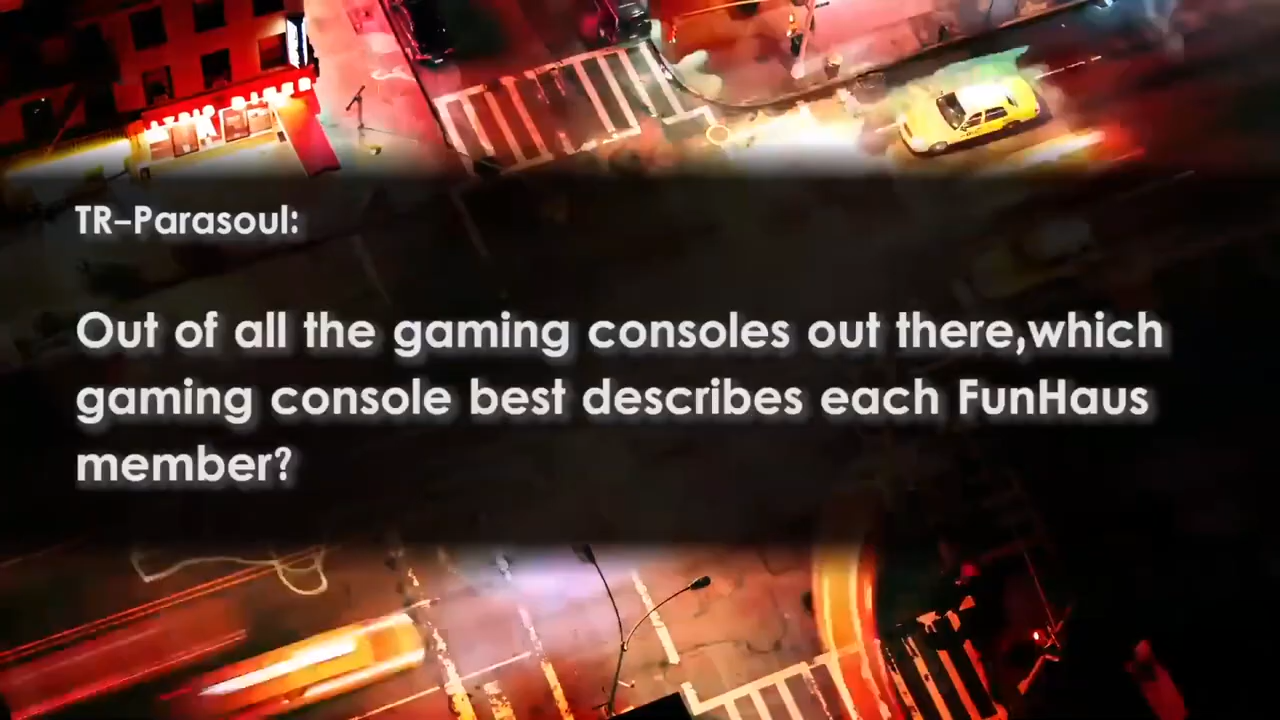 TR-Parasoul:
Out of all the gaming consoles out there,which
gaming console best describes each FunHaus
member?